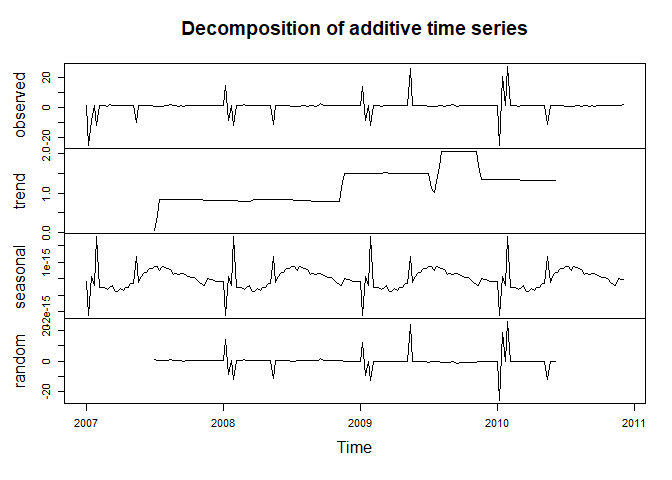 Decomposition of additive time series
observed
-20 0 20
trend
0.0 1.0 2.0
seasonal
1e-15
random
-20 0
2007 2008 2009 2010 2011
Time